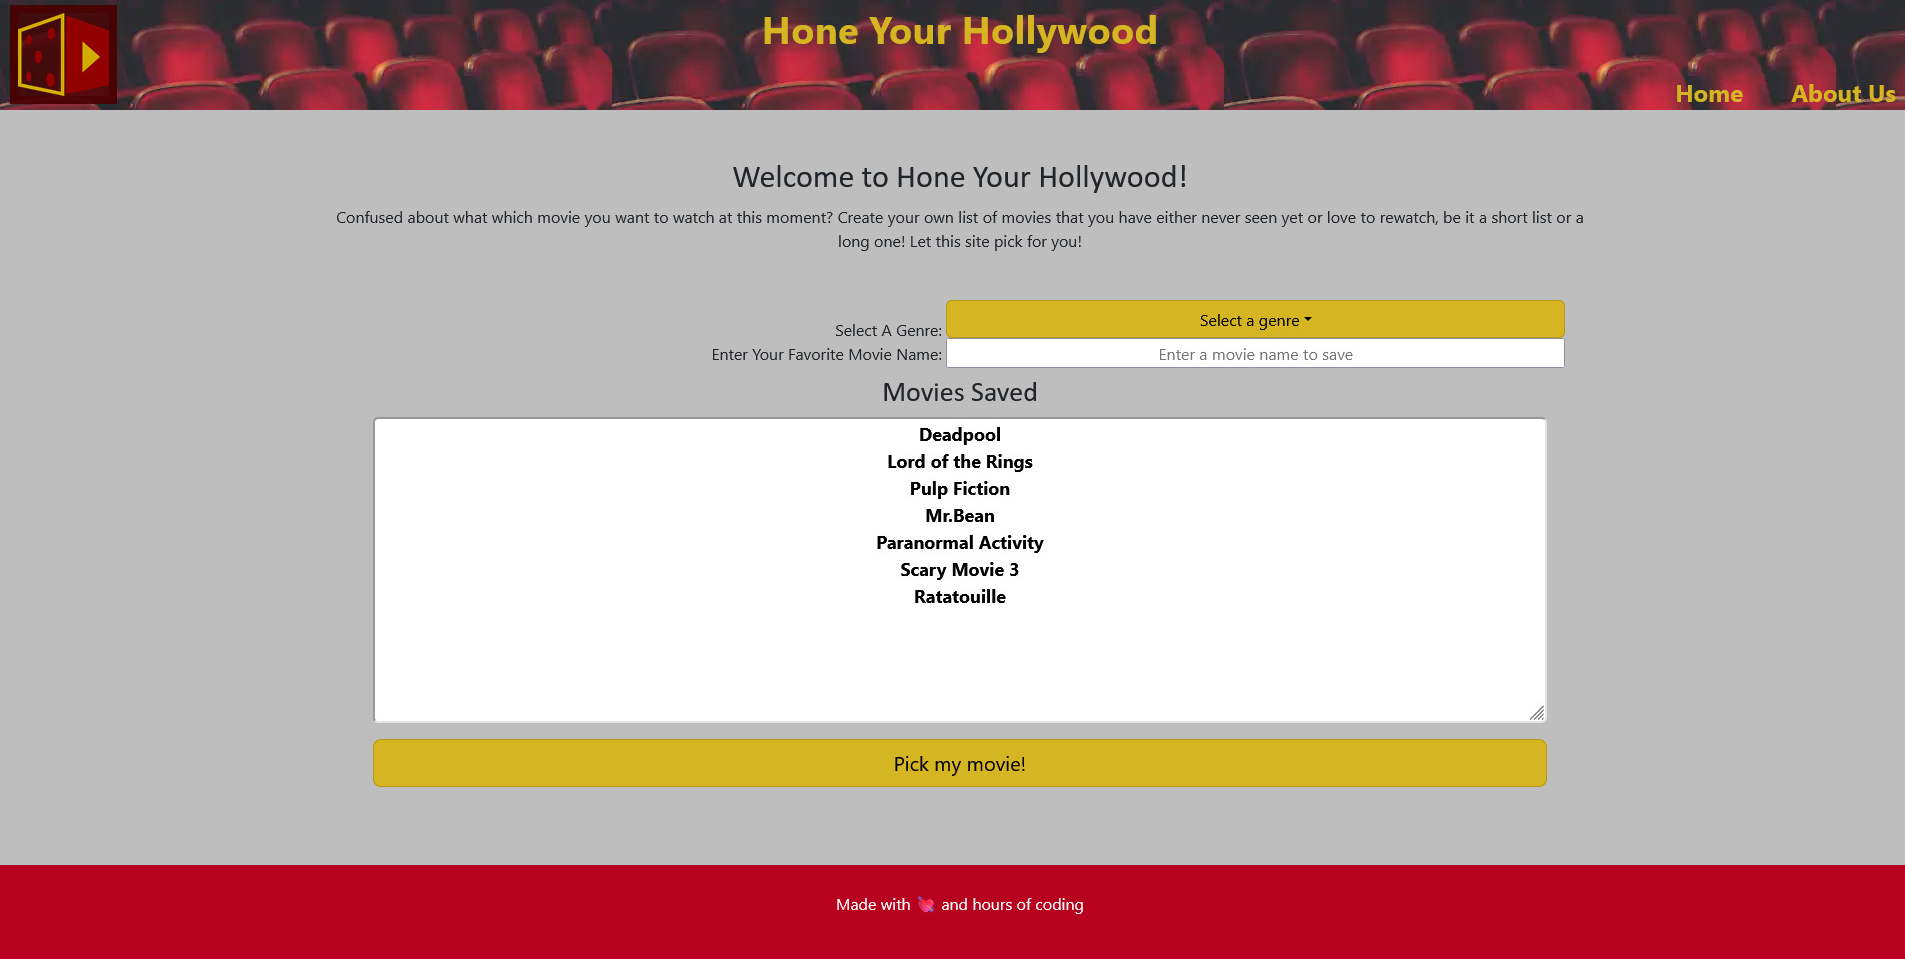 Hone Your Hollywood
Home
About Us
Welcome to Hone Your Hollywood!
Confused about what which movie you want to watch at this moment? Create your own list of movies that you have either never seen yet or love to rewatch, be it a short list or a
long one! Let this site pick for you!
Select A Genre:
Select a genre
Enter Your Favorite Movie Name:
Enter a movie name to save
Movies Saved
Deadpool
Lord of the Rings
Pulp Fiction
Mr.Bean
Paranormal Activity
Scary Movie 3
Ratatouille
Pick my movie!
Made with 💘 and hours of coding